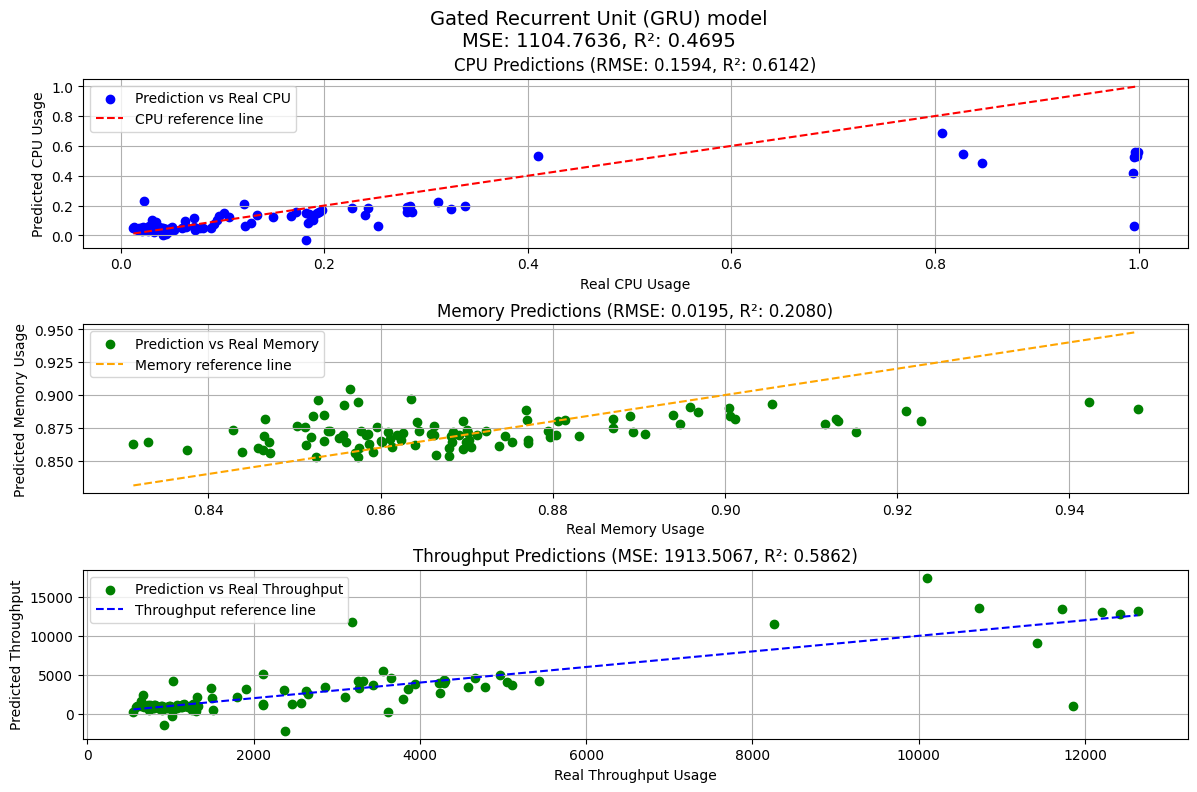 Gated Recurrent Unit (GRU) model
MSE: 1104.7636, R²: 0.4695
CPU Predictions (RMSE: 0.1594, R²: 0.6142)
Prediction vs Real CPU
CPU reference line
Predicted CPU Usage
1.0
0.8
0.6
0.4
0.2
0.0
0.0 0.2 0.4 0.6 0.8 1.0
Real CPU Usage
Memory Predictions (RMSE: 0.0195, R²: 0.2080)
Prediction vs Real Memory
Memory reference line
Predicted Memory Usage
0.950
0.925
0.900
0.875
0.850
0.84 0.86 0.88 0.90 0.92 0.94
Real Memory Usage
Throughput Predictions (MSE: 1913.5067, R²: 0.5862)
Prediction vs Real Throughput
Throughput reference line
Predicted Throughput
15000
10000
5000
0
0 2000 4000 6000 8000 10000 12000
Real Throughput Usage